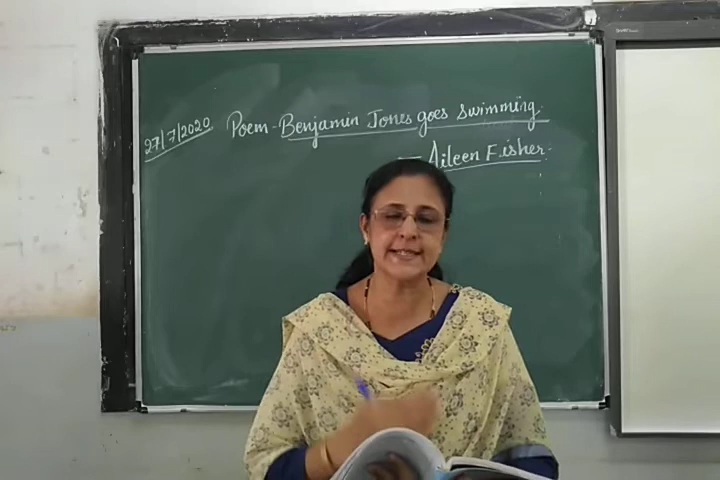 27/7/2020 Poem - Benjamin Jones goes swimming.
- Aileen Fisher.